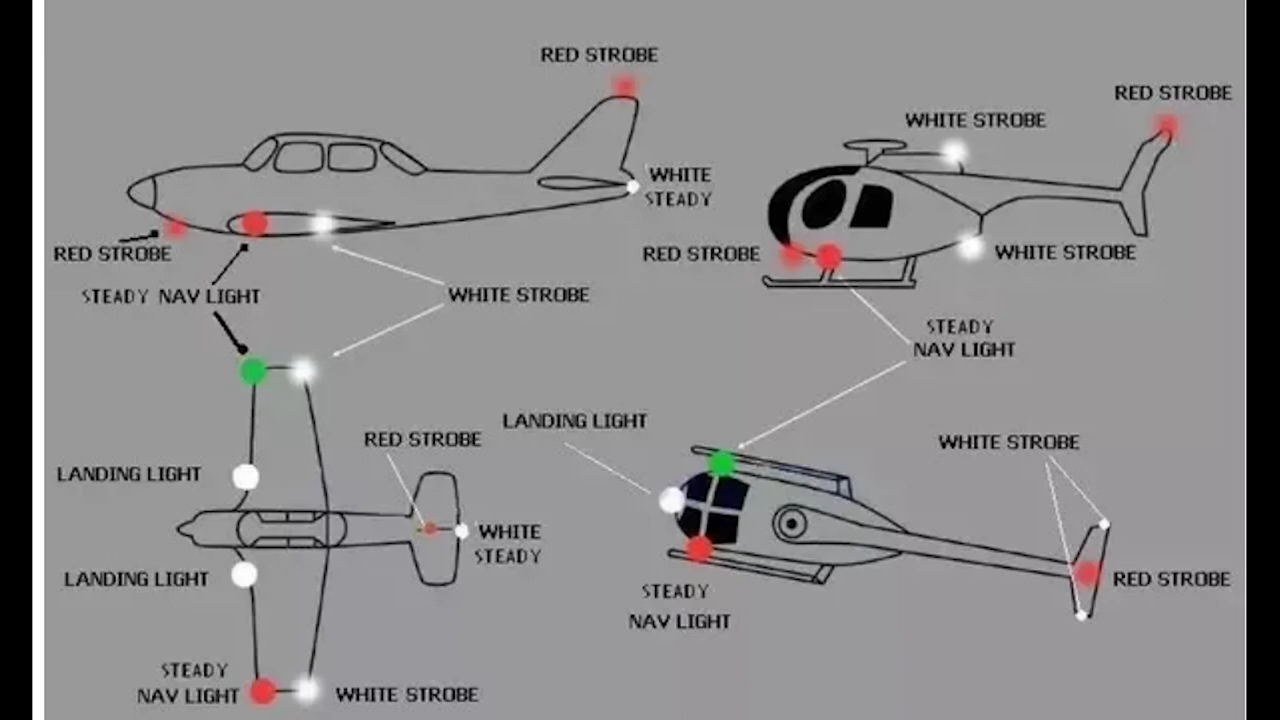 RED STROBE
RED STROBE
WHITE STROBE
WHITE
STEADY
RED STROBE
STEADY NAV LIGHT
WHITE STROBE
RED STROBE
WHITE STROBE
STEADY
NAV LIGHT
LANDING LIGHT
RED STROBE
WHITE STROBE
LANDING LIGHT
WHITE
STEADY
LANDING LIGHT
RED STROBE
STEADY
NAV LIGHT
STEADY
NAV LIGHT
WHITE STROBE